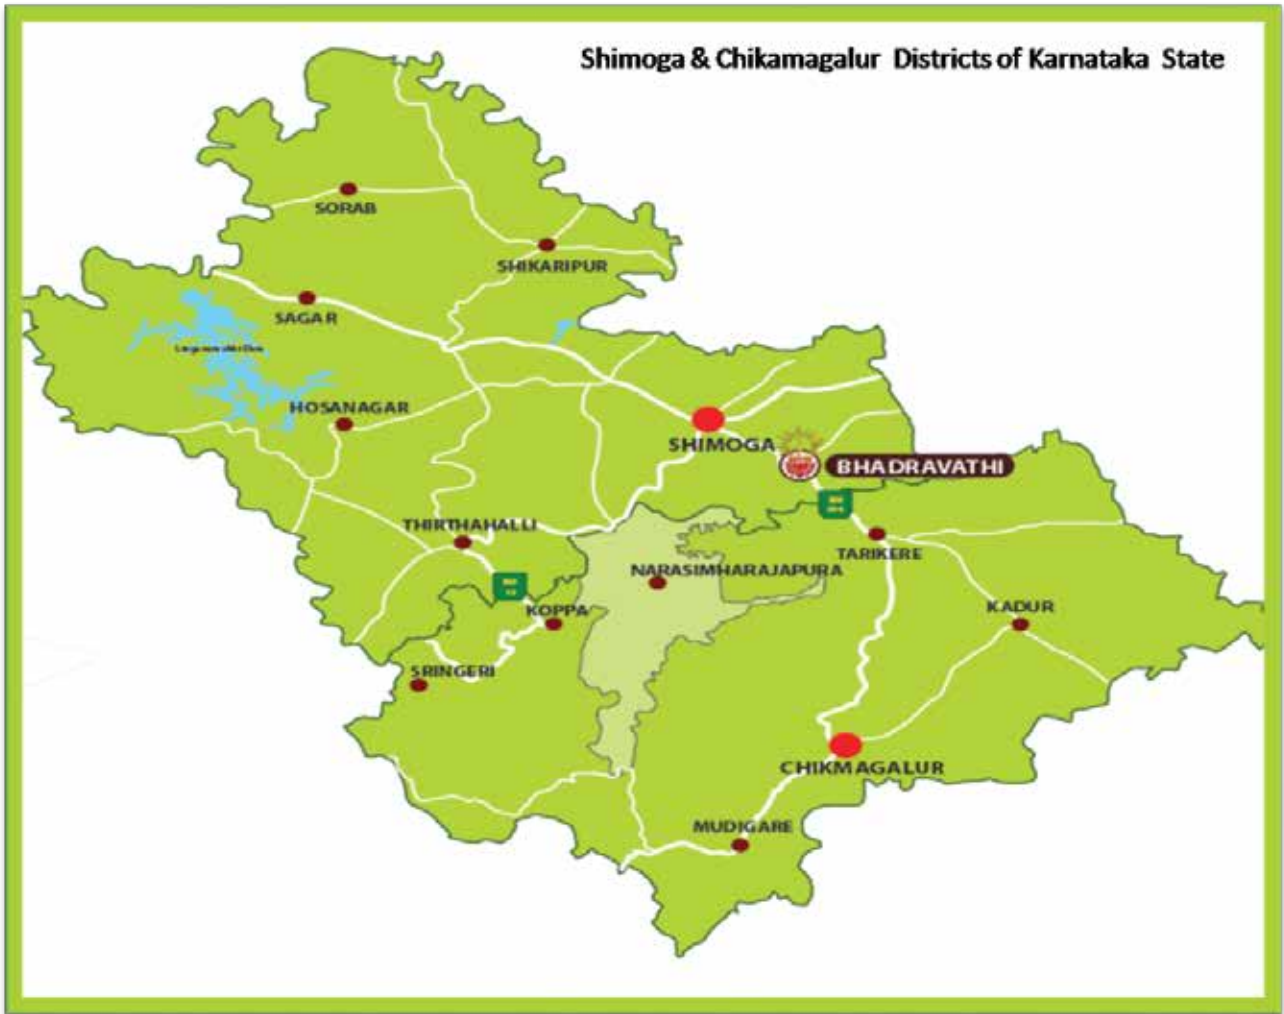 Shimoga & Chikamagalur Districts of Karnataka State
SORAB
SHIKARIPUR
SAGAR
HOSANAGAR
SHIMOGA
BHADRAVATHI
THIRTHAHALLI
TARIKERE
NARASIMHARAJAPURA
KOPPA
KADUR
SRINGERI
CHIKMAGALUR
MUDIGARE